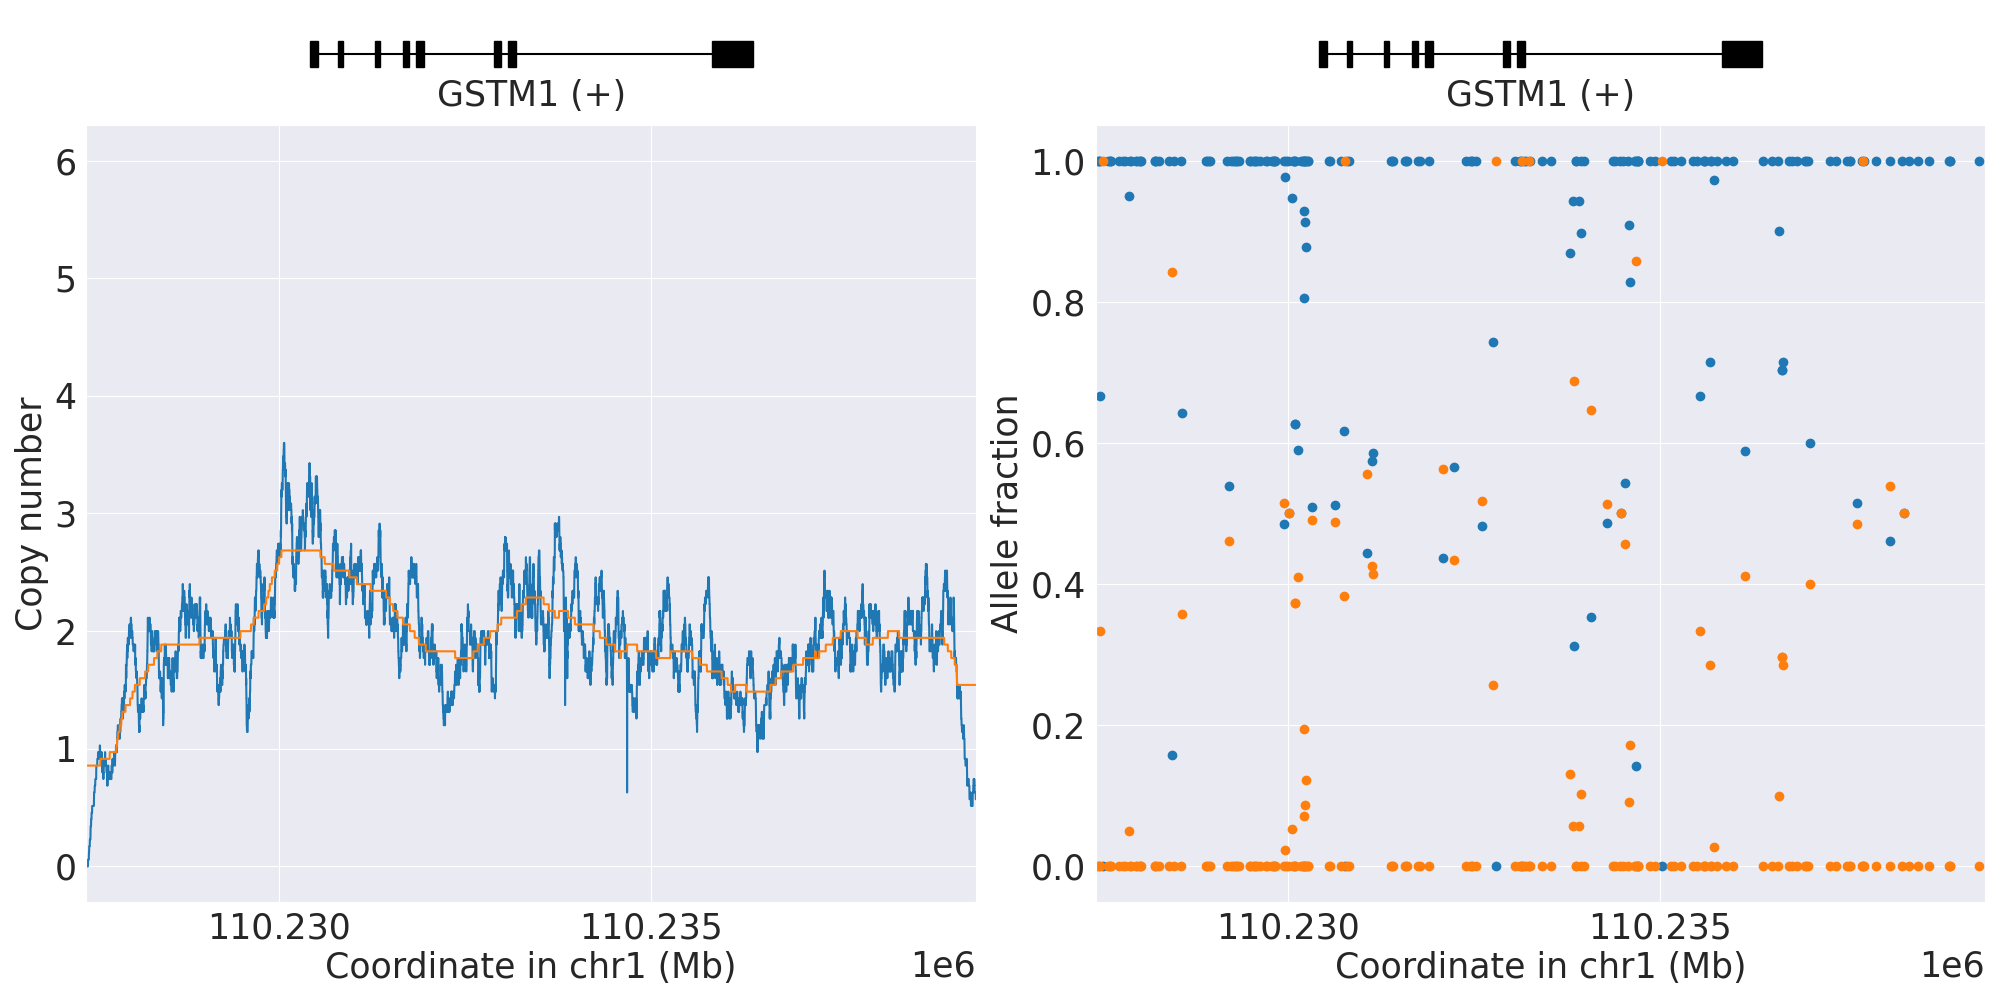 GSTM1 (+)
6
5
4
3
2
1
0
Copy number
110.230
110.235
Coordinate in chr1 (Mb)
1e6
GSTM1 (+)
1.0
0.8
0.6
0.4
0.2
0.0
Allele fraction
110.230
110.235
Coordinate in chr1 (Mb)
1e6